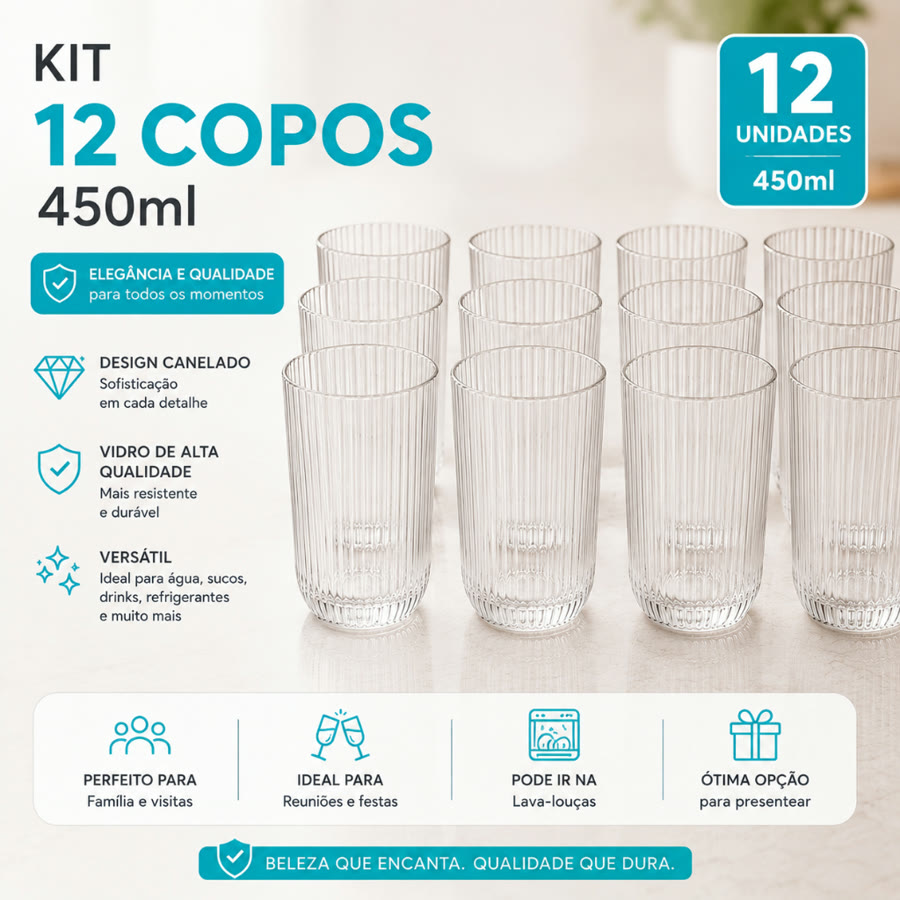 KIT
12 COPOS
450ml
12
UNIDADES
450ml
ELEGÂNCIA E QUALIDADE
para todos os momentos
DESIGN CANELADO
Sofisticação
em cada detalhe
VIDRO DE ALTA
QUALIDADE
Mais resistente
e durável
VERSÁTIL
Ideal para água, sucos,
drinks, refrigerantes
e muito mais
PERFEITO PARA
Família e visitas
IDEAL PARA
Reuniões e festas
PODE IR NA
Lava-louças
ÓTIMA OPÇÃO
para presentear
BELEZA QUE ENCANTA. QUALIDADE QUE DURA.